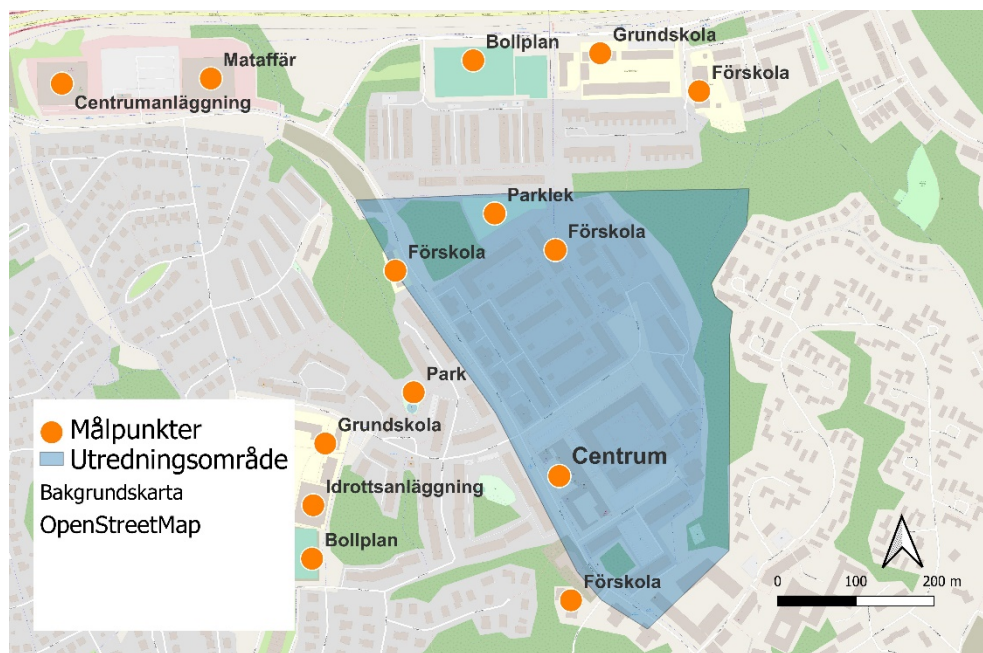 Bollplan
Grundskola
Mataffär
Förskola
Centrumanläggning
Parklek
Förskola
Förskola
Park
Målpunkter
Grundskola
Utredningsområde
Centrum
Bakgrundskarta
Idrottsanläggning
OpenStreetMap
Bollplan
Förskola
0 100 200 m